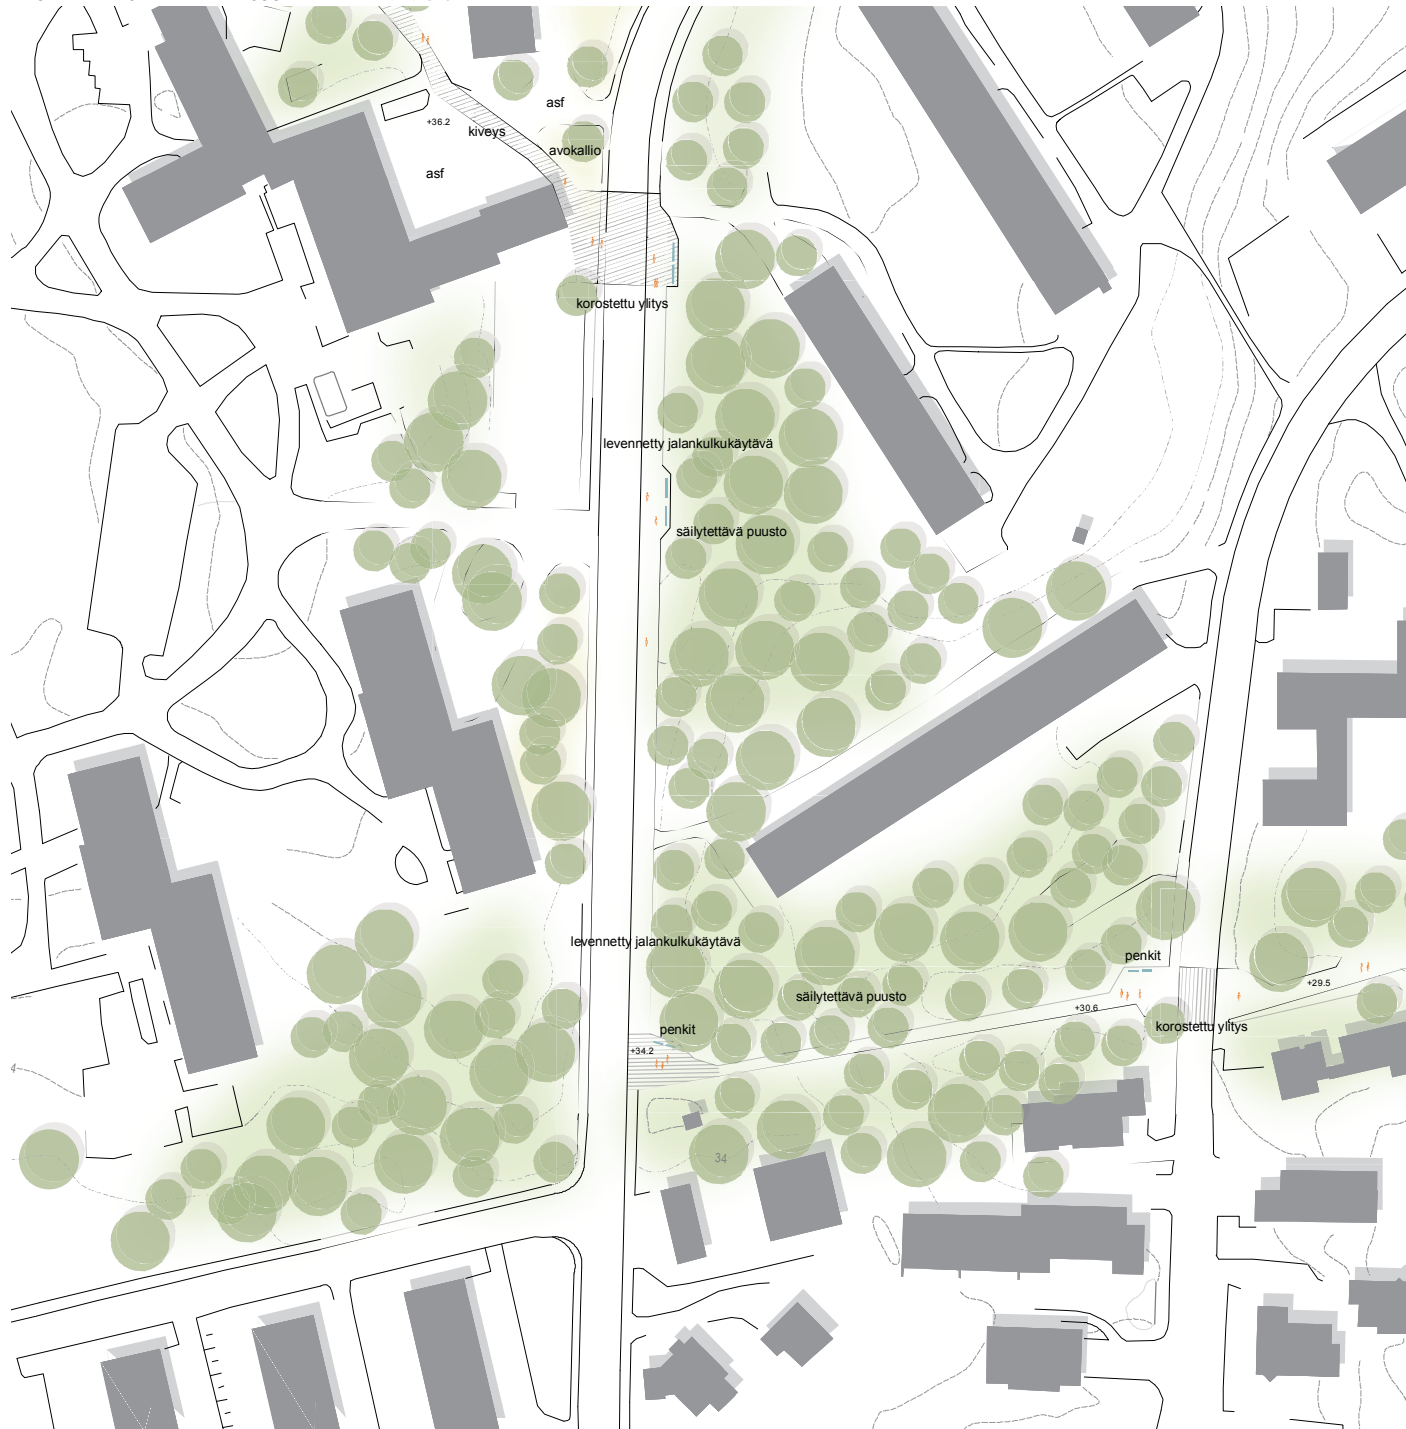 asf
+36.2
kiveys
avokallio
asf
korostettu ylitys
levennetty jalankulkukäytävä
säilytettävä puusto
levennetty jalankulkukäytävä
penkit
+29.5
säilytettävä puusto
+30.6
korostettu ylitys
penkit
+34.2
4
34